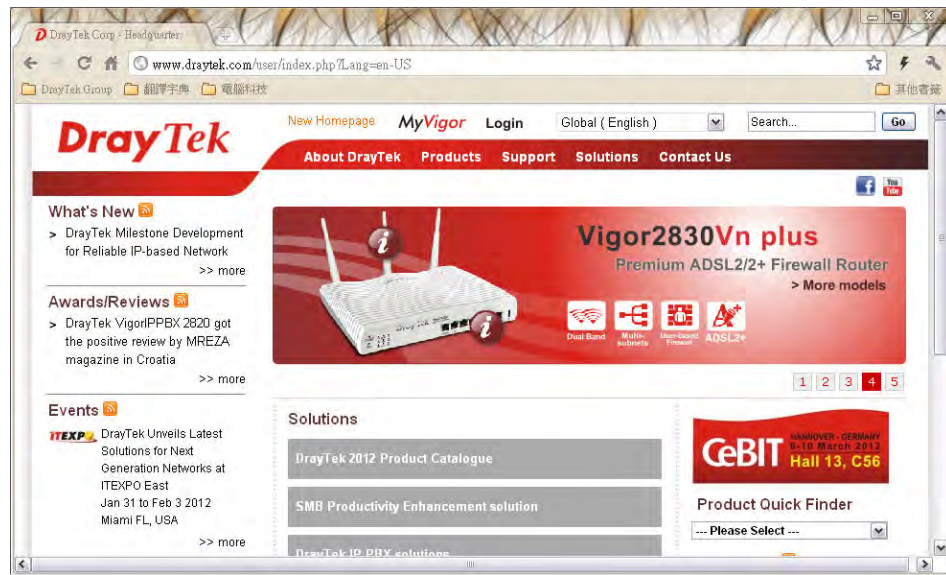 DrayTek Corp - Headquarters
www.draytek.com/user/index.php?Lang=en-US
DrayTek Group 翻譯字典 電腦科技 其他書籤
DrayTek
New Homepage MyVigor Login Global ( English ) Search... Go
About DrayTek Products Support Solutions Contact Us
What's New
> DrayTek Milestone Development
for Reliable IP-based Network
>> more
Awards/Reviews
> DrayTek VigorIPPBX 2820 got
the positive review by MREZA
magazine in Croatia
>> more
Events
ITEXPO DrayTek Unveils Latest
Solutions for Next
Generation Networks at
ITEXPO East
Jan 31 to Feb 3 2012
Miami FL, USA
>> more
f
You
Tube
Vigor2830Vn plus
Premium ADSL2/2+ Firewall Router
> More models
Dual Band
Multi-
subnets
User-based
Firewall
ADSL2+
1 2 3 4 5
Solutions
DrayTek 2012 Product Catalogue
SMB Productivity Enhancement solution
DrayTek IP PBX solutions
CeBIT
HANNOVER - GERMANY
6-10 March 2012
Hall 13, C56
Product Quick Finder
--- Please Select ---